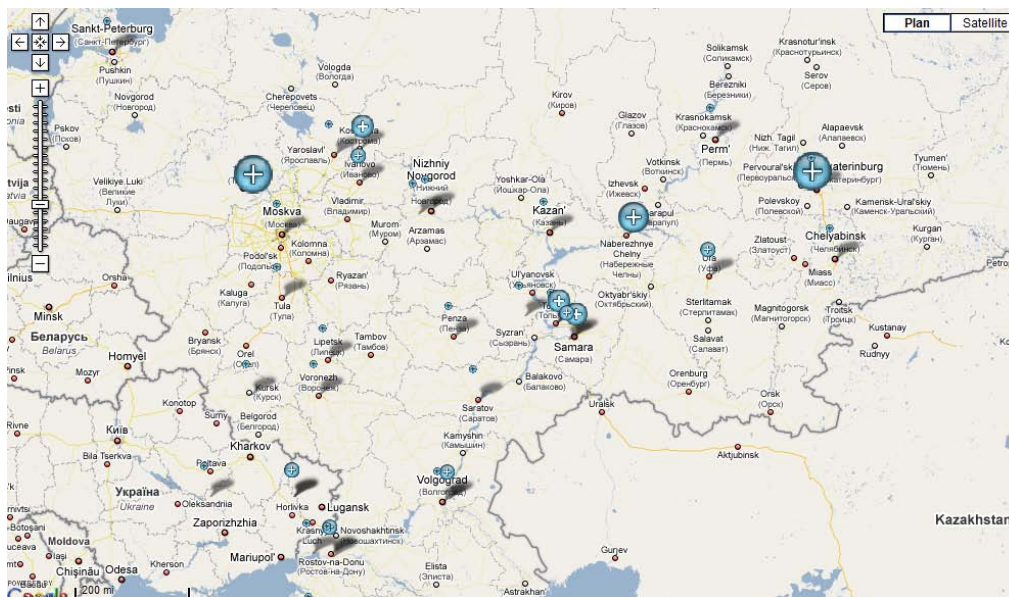 Plan
Satellite
Sankt-Peterburg
(Санкт-Петербург)
Pushkin
(Пушкин)
Novgorod
(Новгород)
Pskov
(Псков)
Velikiye Luki
(Великие
Луки)
Vologda
(Вологда)
Cherepovets
(Череповец)
Yaroslavl'
(Ярославль)
(Кострома)
Ivanovo
(Иваново)
Nizhniy
Novgorod
(Нижний
Новгород)
Moskva
(Москва)
Vladimir
(Владимир)
Murom
(Муром)
Arzamas
(Арзамас)
Kolomna
(Коломна)
Podol'sk
Ryazan'
(Рязань)
Kaluga
(Калуга)
Tula
(Тула)
Kirov
(Киров)
Glazov
(Глазов)
Votkinsk
(Воткинск)
Yoshkar-Ola
(Йошкар-Ола)
Izhevsk
(Ижевск)
Kazan'
(Казань)
Naberezhnye
Chelny
(Набережные
Челны)
Solikamsk
(Соликамск)
Berezniki
(Березники)
Krasnokamsk
(Краснокамск)
Perm'
(Пермь)
Krasnotur'insk
(Краснотурьинск)
Serov
(Серов)
Nizh. Tagil
(Ниж. Тагил)
Alapaevsk
(Алапаевск)
Tyumen'
(Тюмень)
Polevskoy
(Полевской)
Kamensk-Ural'skiy
(Каменск-Уральский)
Chelyabinsk
(Челябинск)
Kurgan
(Курган)
Zlatoust
(Златоуст)
Miass
(Миасс)
Ufa
(Уфа)
Oktyabr'skiy
(Октябрьский)
Sterlitamak
(Стерлитамак)
Salavat
(Салават)
Magnitogorsk
(Магнитогорск)
Troitsk
(Троицк)
Kustanay
Rudnyy
Orenburg
(Оренбург)
Orsk
(Орск)
Ul'yanovsk
Syzran'
(Сызрань)
Samara
(Самара)
Balakovo
(Балаково)
Penza
(Пенза)
Saratov
(Саратов)
Kamyshin
(Камышин)
Volgograd
Lipetsk
(Липецк)
Tambov
(Тамбов)
Voronezh
Bryansk
(Брянск)
Orel
Kursk
(Курск)
Belgorod
(Белгород)
Orsha
Minsk
Беларусь
Belarus
Homyel
Mozyr
Konotop
Sumy
Київ
Bila Tserkva
Rivne
Kharkov
Poltava
Україна
Ukraine
Oleksandriia
Zaporizhzhia
Horlivka
Lugansk
Luch
Novoshakhtinsk
Mariupol'
Rostov-na-Donu
(Ростов-на-Дону)
Moldova
Iaşi
Chişinău
Odesa
Kherson
Elista
(Элиста)
Astrakhan'
Uralsk
Aktjubinsk
Gurjev
Kazakhstan
200 mi